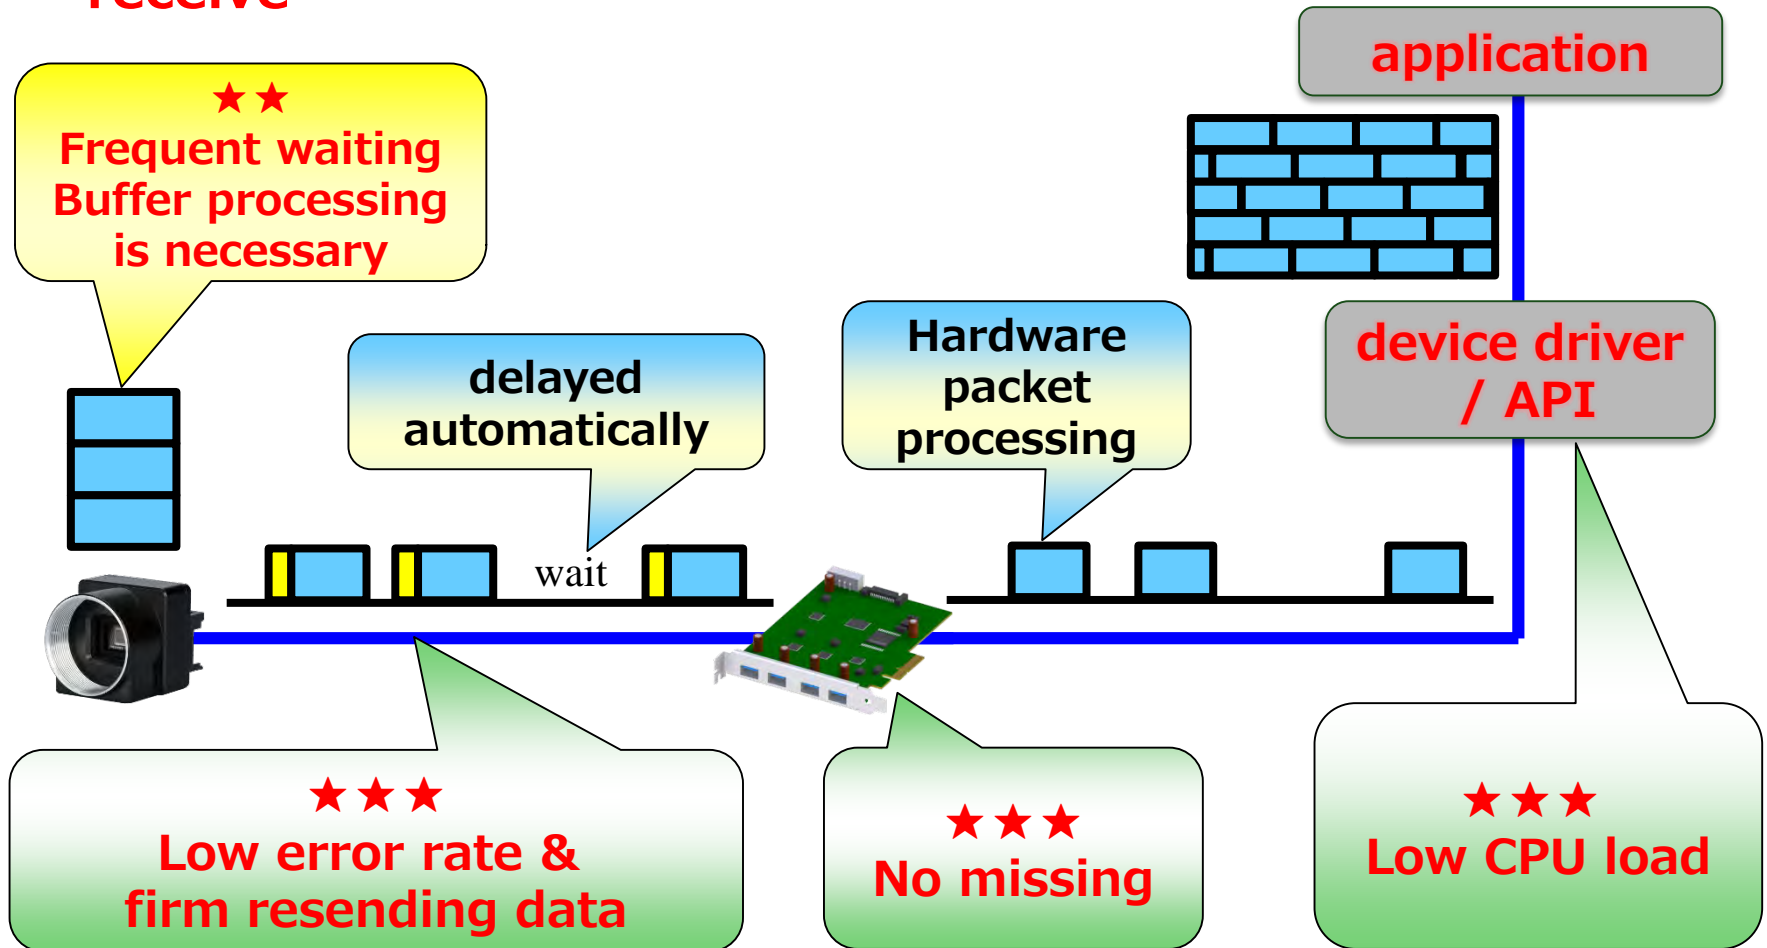 receive
application
★★
Frequent waiting
Buffer processing
is necessary
delayed
automatically
Hardware
packet
processing
device driver
/ API
wait
★★★
Low error rate &
firm resending data
★★★
No missing
★★★
Low CPU load